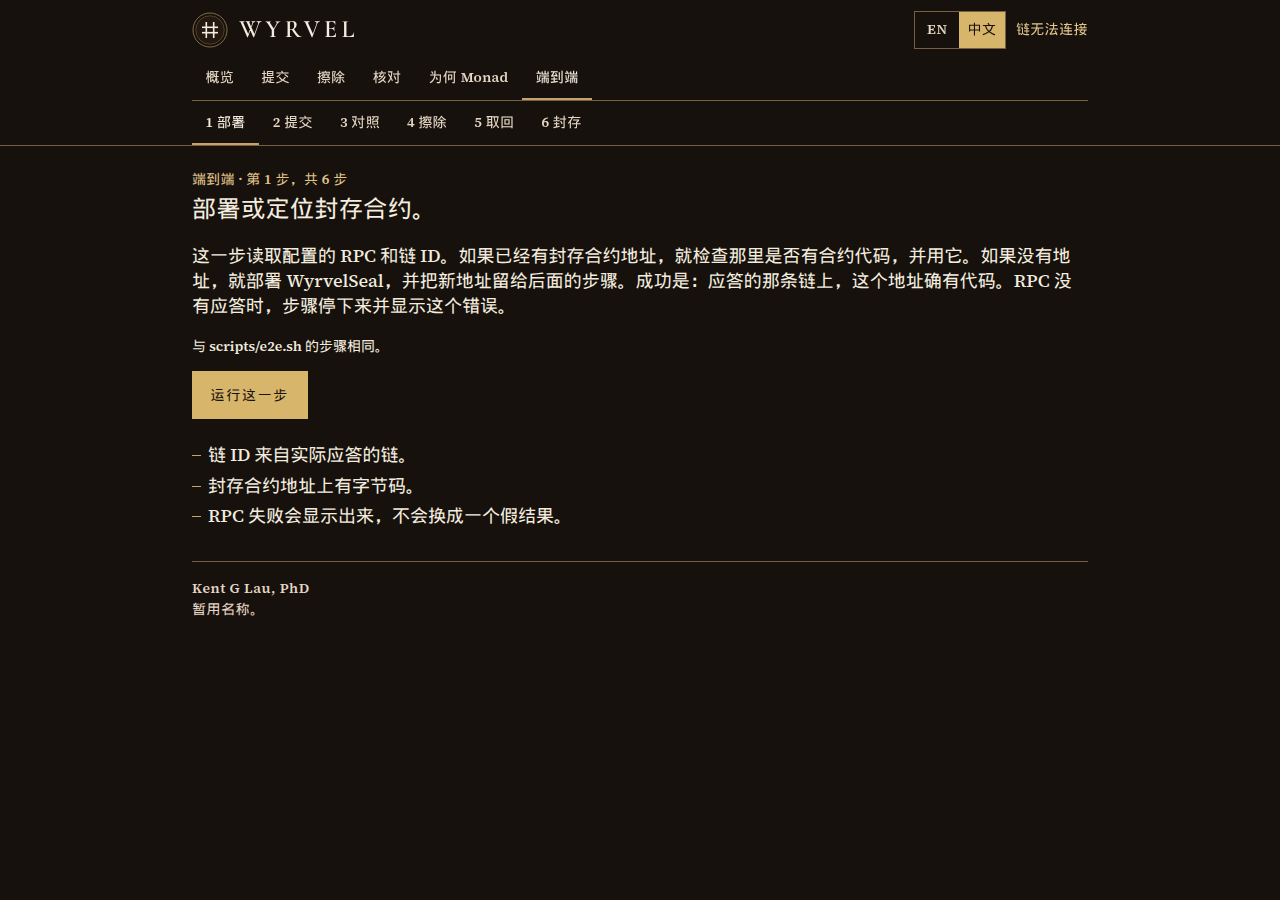 WYRVEL
EN 中文 链无法连接
概览 提交 擦除 核对 为何 Monad 端到端
1 部署 2 提交 3 对照 4 擦除 5 取回 6 封存
端到端 · 第 1 步，共 6 步
部署或定位封存合约。
这一步读取配置的 RPC 和链 ID。如果已经有封存合约地址，就检查那里是否有合约代码，并用它。如果没有地
址，就部署 WyrvelSeal，并把新地址留给后面的步骤。成功是：应答的那条链上，这个地址确有代码。RPC 没
有应答时，步骤停下来并显示这个错误。
与 scripts/e2e.sh 的步骤相同。
运行这一步
– 链 ID 来自实际应答的链。
– 封存合约地址上有字节码。
– RPC 失败会显示出来，不会换成一个假结果。
Kent G Lau, PhD
暂用名称。